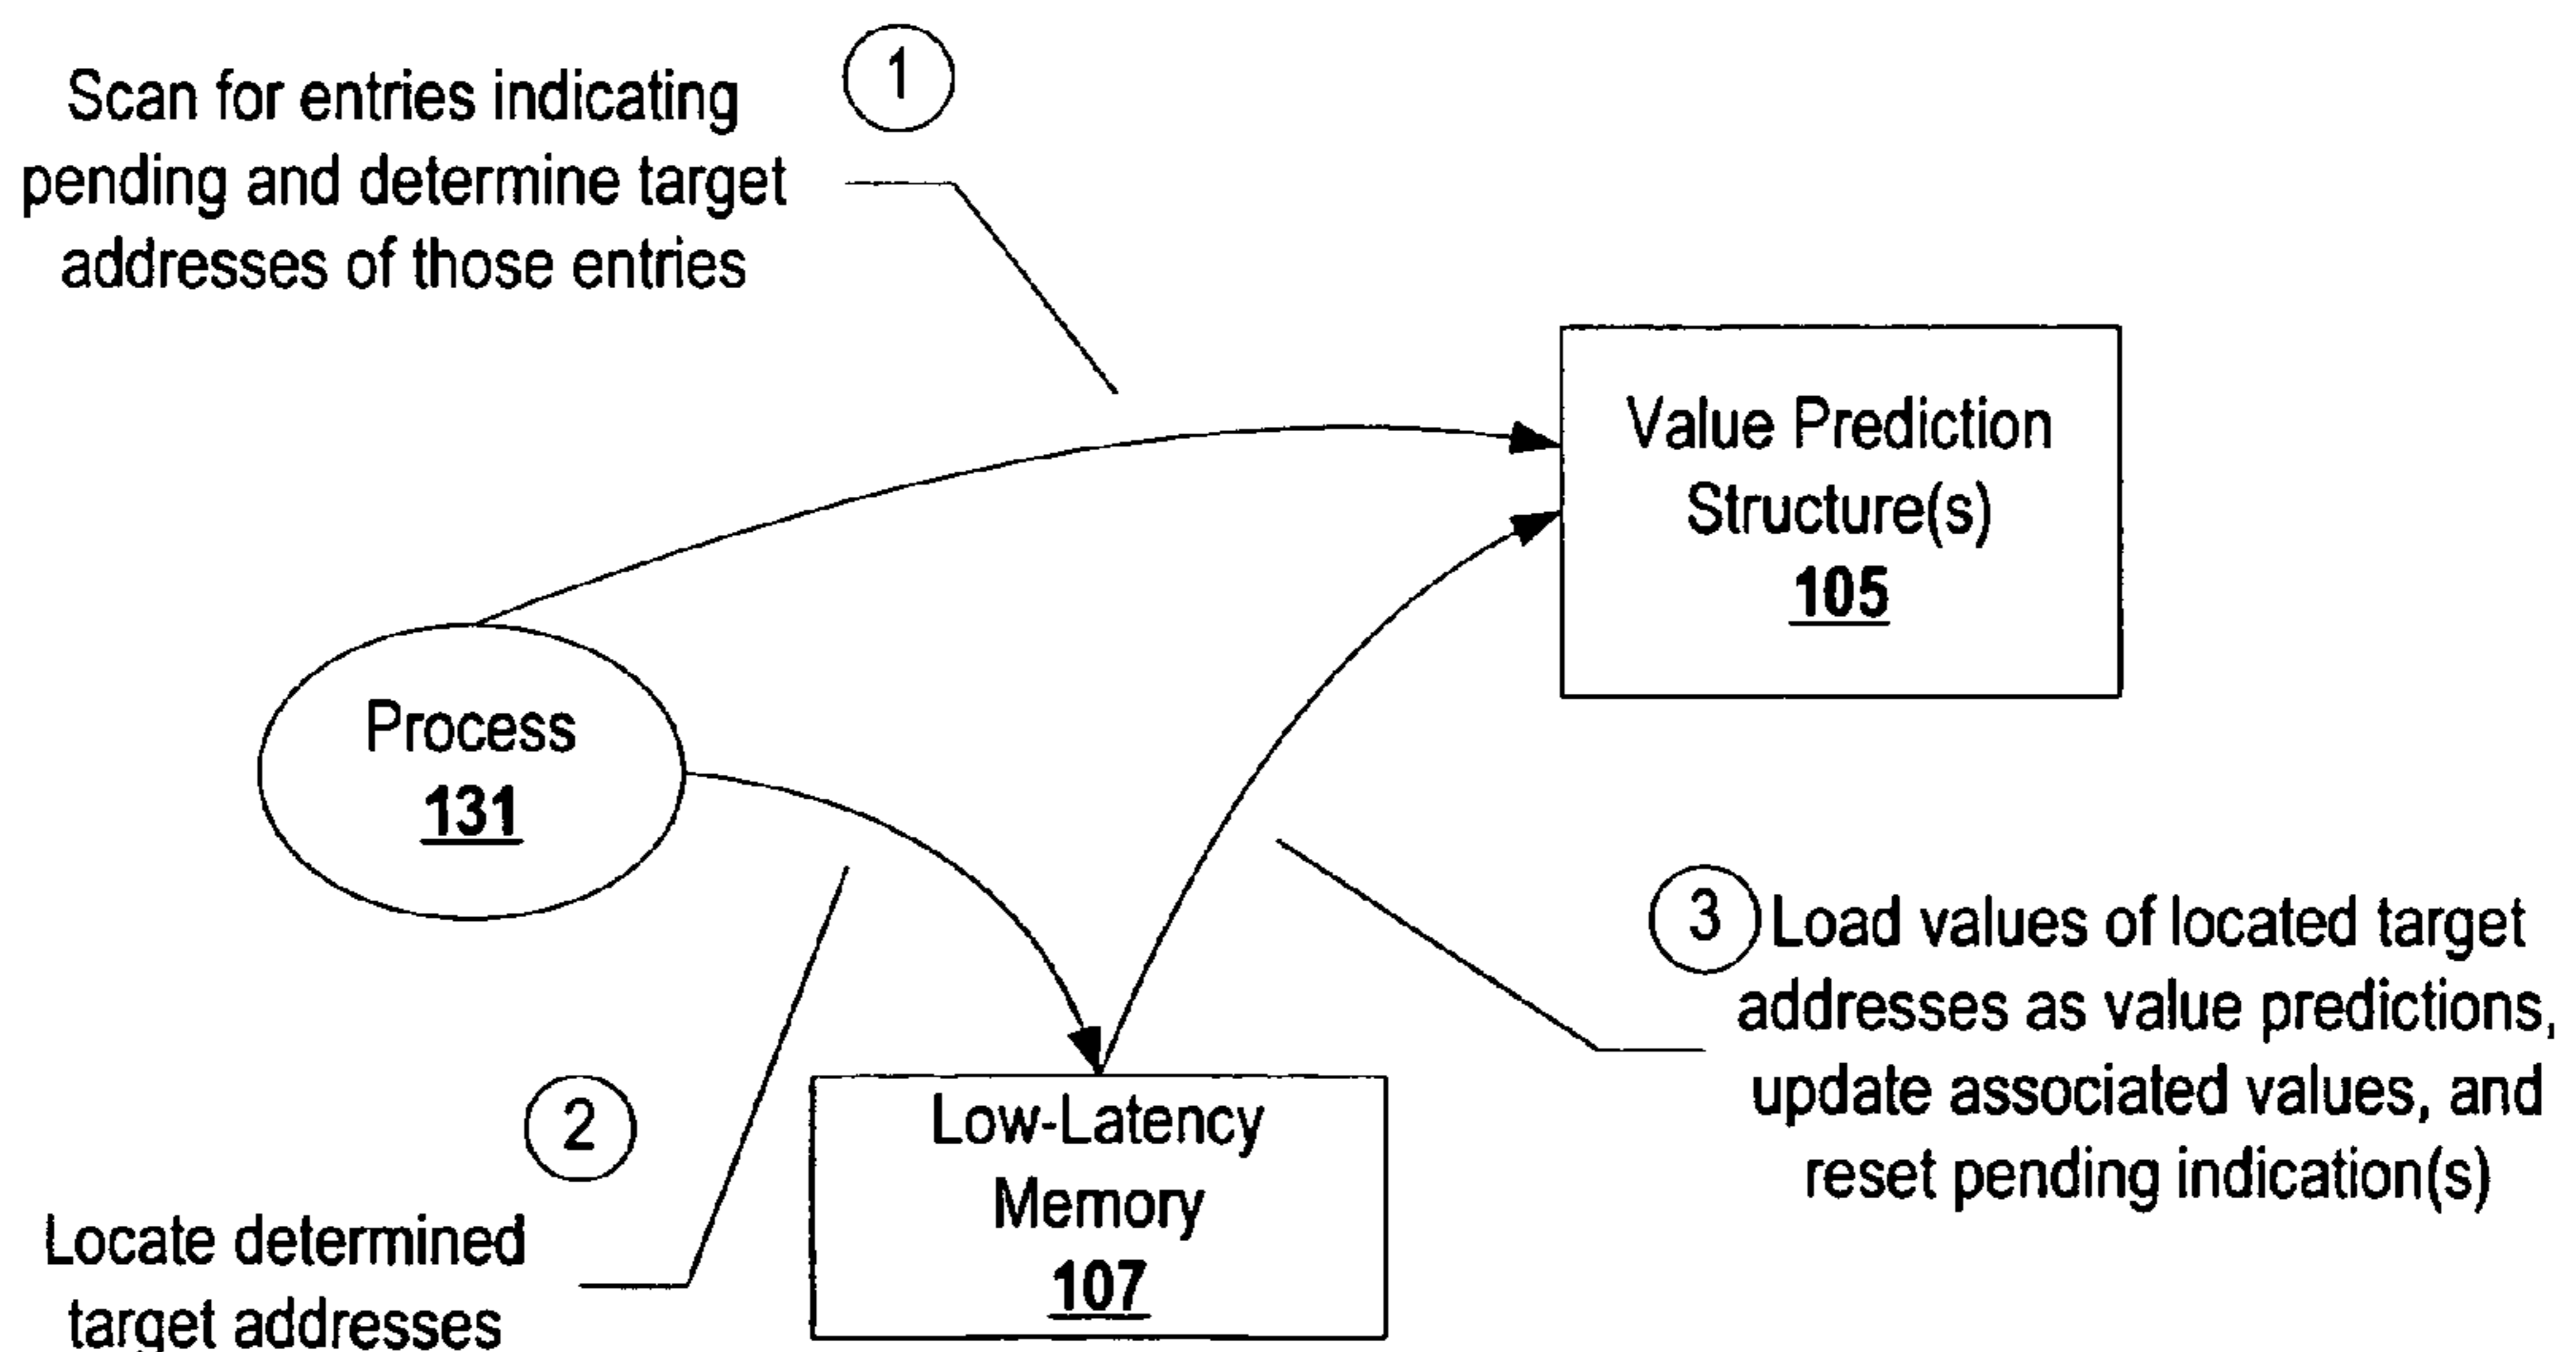 1
Scan for entries indicating
pending and determine target
addresses of those entries
Value Prediction
Structure(s)
105
Process
131
3
Load values of located target
addresses as value predictions,
update associated values, and
reset pending indication(s)
2
Locate determined
target addresses
Low-Latency
Memory
107